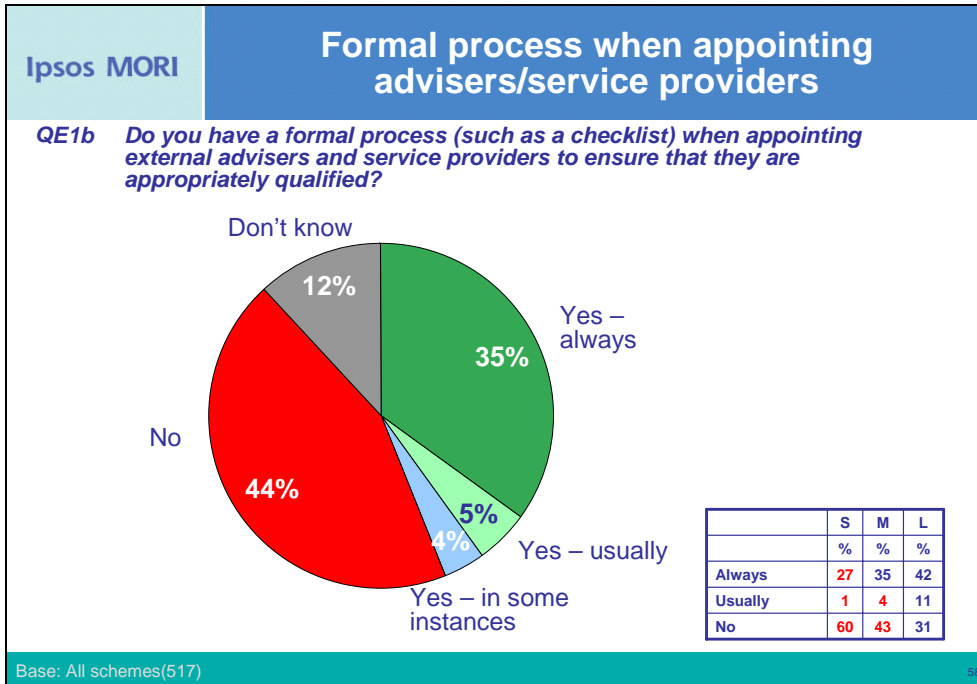 Ipsos MORI
Formal process when appointing
advisers/service providers
QE1b Do you have a formal process (such as a checklist) when appointing
external advisers and service providers to ensure that they are
appropriately qualified?
Don't know
12%
Yes –
always
35%
No
44%
5%
4%
Yes – usually
Yes – in some
instances
S M L
% % %
Always 27 35 42
Usually 1 4 11
No 60 43 31
Base: All schemes(517)